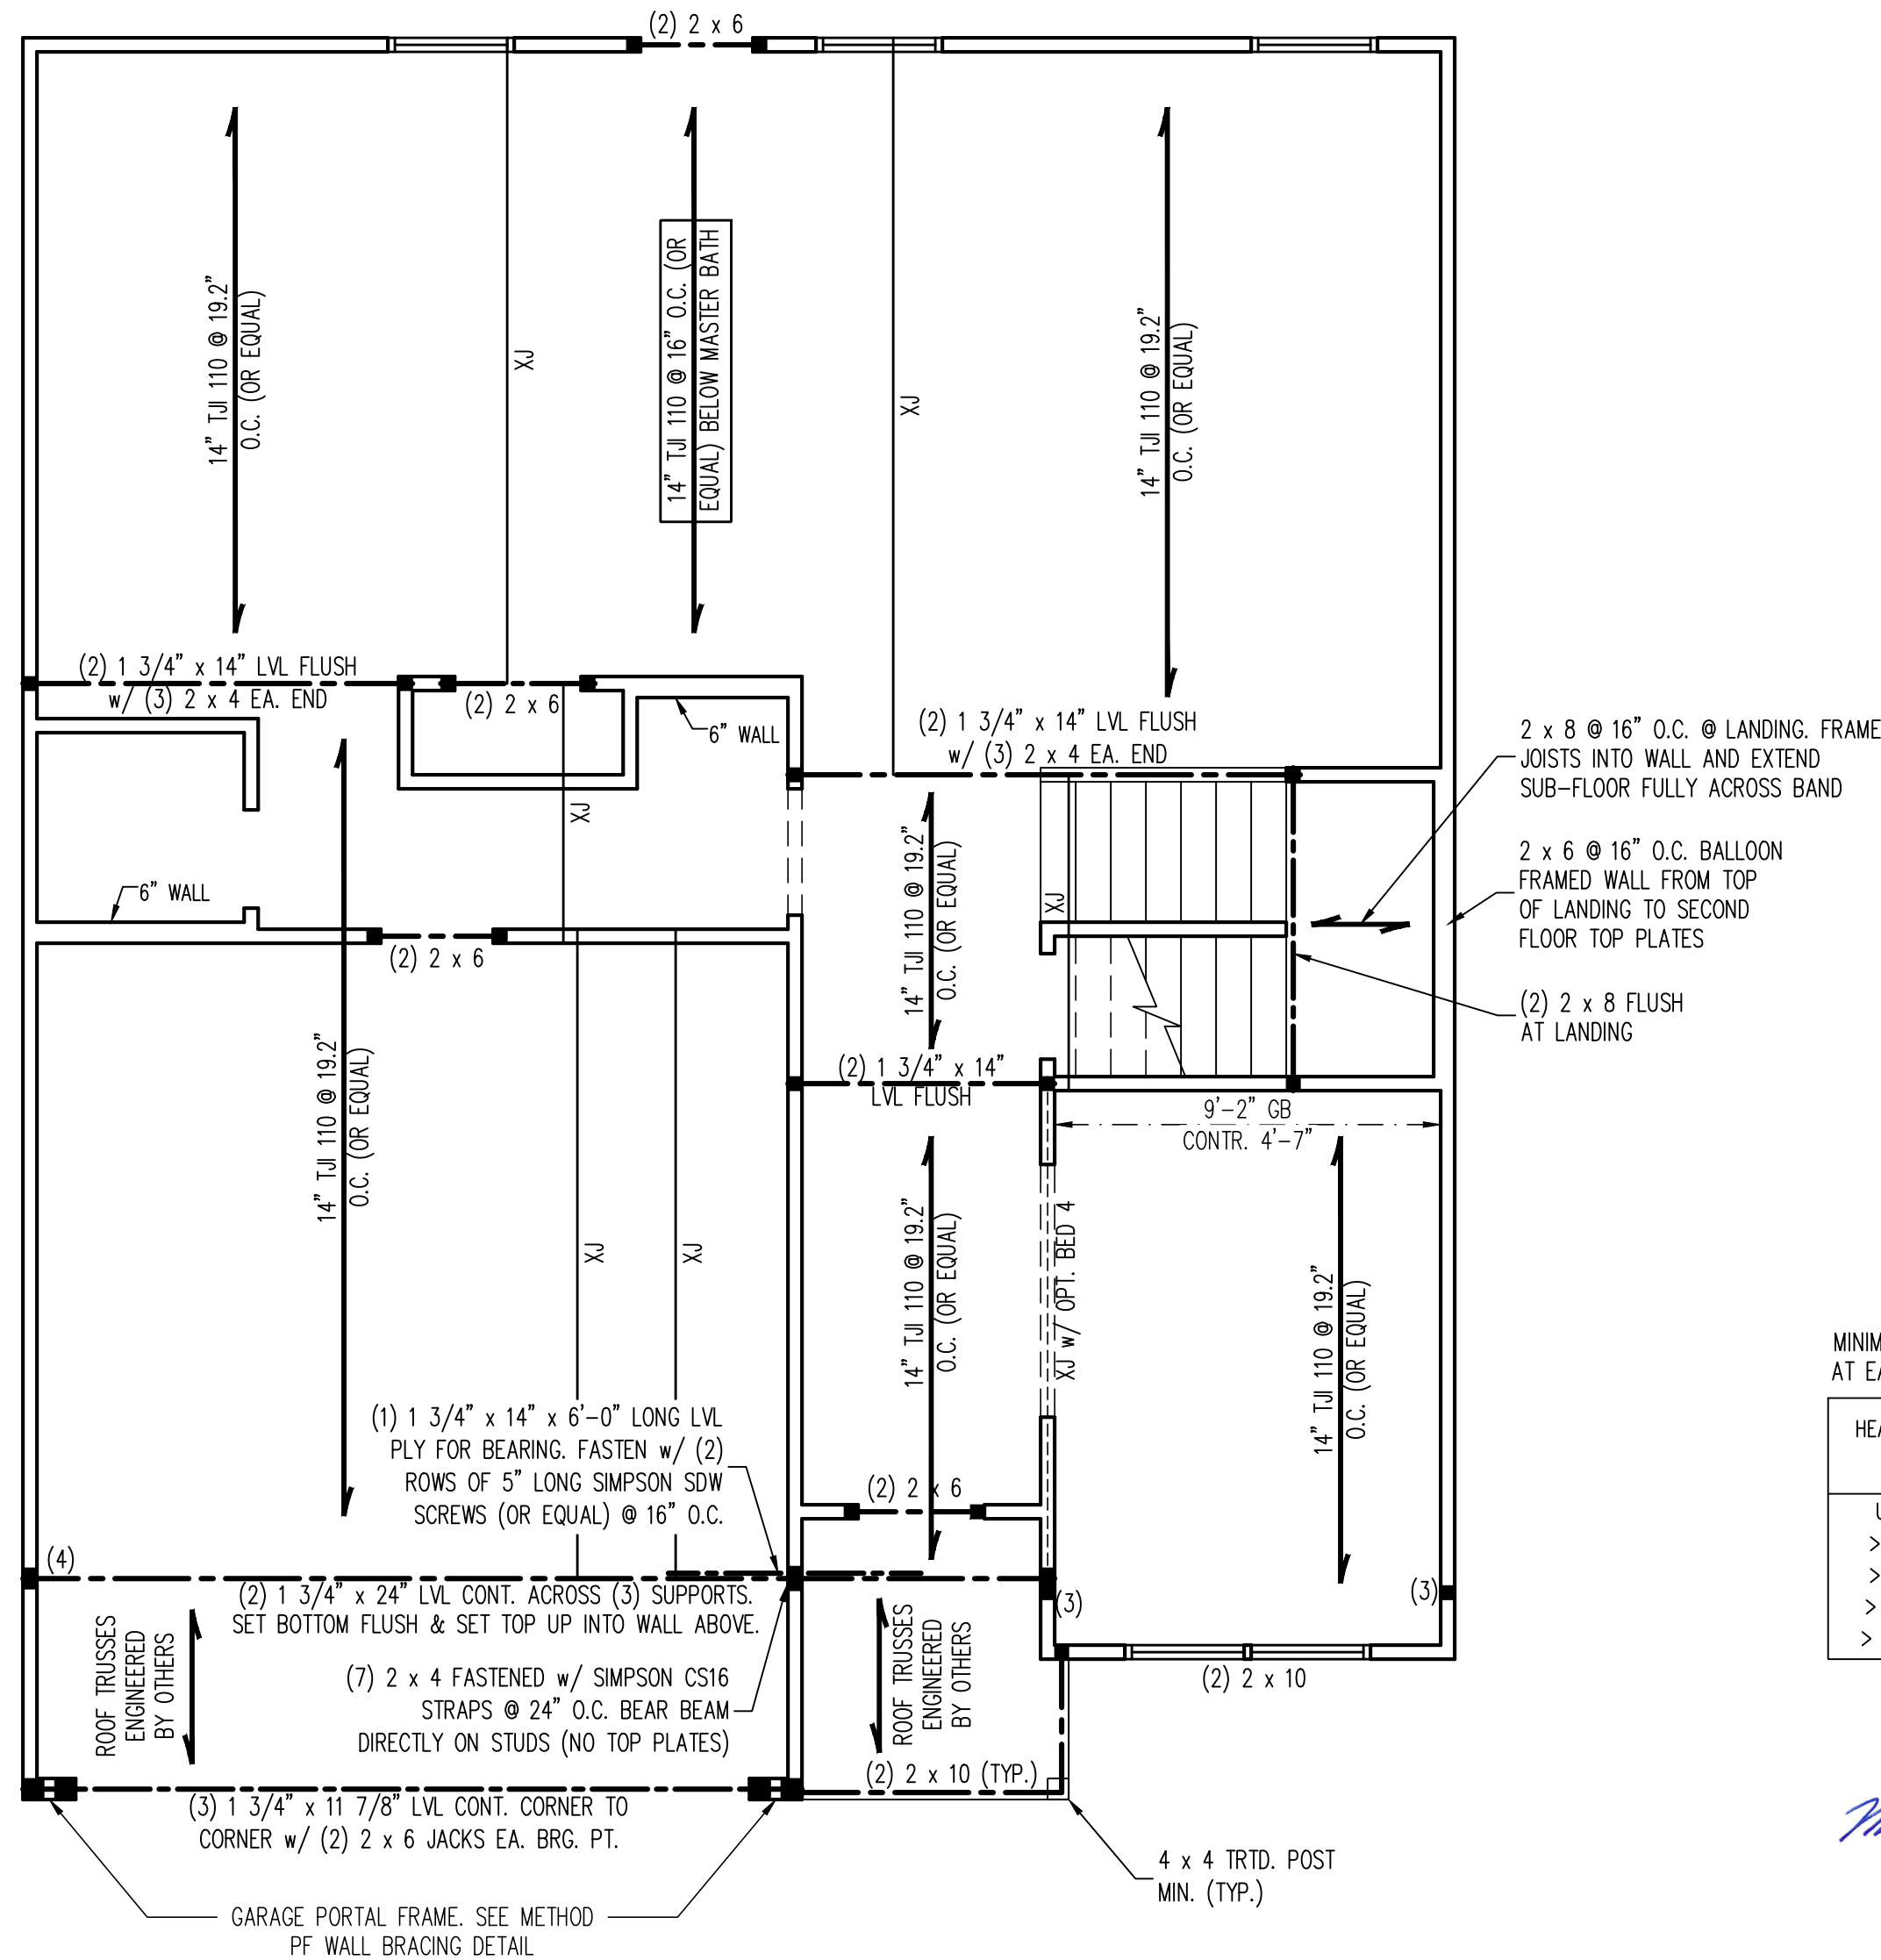 (2) 2 x 6
14" TJI 110 @ 19.2"
O.C. (OR EQUAL)
XJ
14" TJI 110 @ 16" O.C. (OR
EQUAL) BELOW MASTER BATH
XJ
14" TJI 110 @ 19.2"
O.C. (OR EQUAL)
(2) 1 3/4" x 14" LVL FLUSH
w/ (3) 2 x 4 EA. END
(2) 2 x 6
6" WALL
(2) 1 3/4" x 14" LVL FLUSH
w/ (3) 2 x 4 EA. END
2 x 8 @ 16" O.C. @ LANDING. FRAME
JOISTS INTO WALL AND EXTEND
SUB-FLOOR FULLY ACROSS BAND
2 x 6 @ 16" O.C. BALLOON
FRAMED WALL FROM TOP
OF LANDING TO SECOND
FLOOR TOP PLATES
(2) 2 x 8 FLUSH
AT LANDING
XJ
6" WALL
(2) 2 x 6
14" TJI 110 @ 19.2"
O.C. (OR EQUAL)
XJ
14" TJI 110 @ 19.2"
O.C. (OR EQUAL)
(2) 1 3/4" x 14"
LVL FLUSH
9'-2" GB
CONTR. 4'-7"
XJ
XJ
14" TJI 110 @ 19.2"
O.C. (OR EQUAL)
XJ w/ OPT. BED 4
14" TJI 110 @ 19.2"
O.C. (OR EQUAL)
MINIM
AT EA
HEA
U
>
>
>
>
(1) 1 3/4" x 14" x 6'-0" LONG LVL
PLY FOR BEARING. FASTEN w/ (2)
ROWS OF 5" LONG SIMPSON SDW
SCREWS (OR EQUAL) @ 16" O.C.
(2) 2 x 6
(4)
(2) 1 3/4" x 24" LVL CONT. ACROSS (3) SUPPORTS.
SET BOTTOM FLUSH & SET TOP UP INTO WALL ABOVE.
(3)
(3)
ROOF TRUSSES
ENGINEERED
BY OTHERS
(7) 2 x 4 FASTENED w/ SIMPSON CS16
STRAPS @ 24" O.C. BEAR BEAM
DIRECTLY ON STUDS (NO TOP PLATES)
ROOF TRUSSES
ENGINEERED
BY OTHERS
(2) 2 x 10
(2) 2 x 10 (TYP.)
(3) 1 3/4" x 11 7/8" LVL CONT. CORNER TO
CORNER w/ (2) 2 x 6 JACKS EA. BRG. PT.
4 x 4 TRTD. POST
MIN. (TYP.)
GARAGE PORTAL FRAME. SEE METHOD
PF WALL BRACING DETAIL